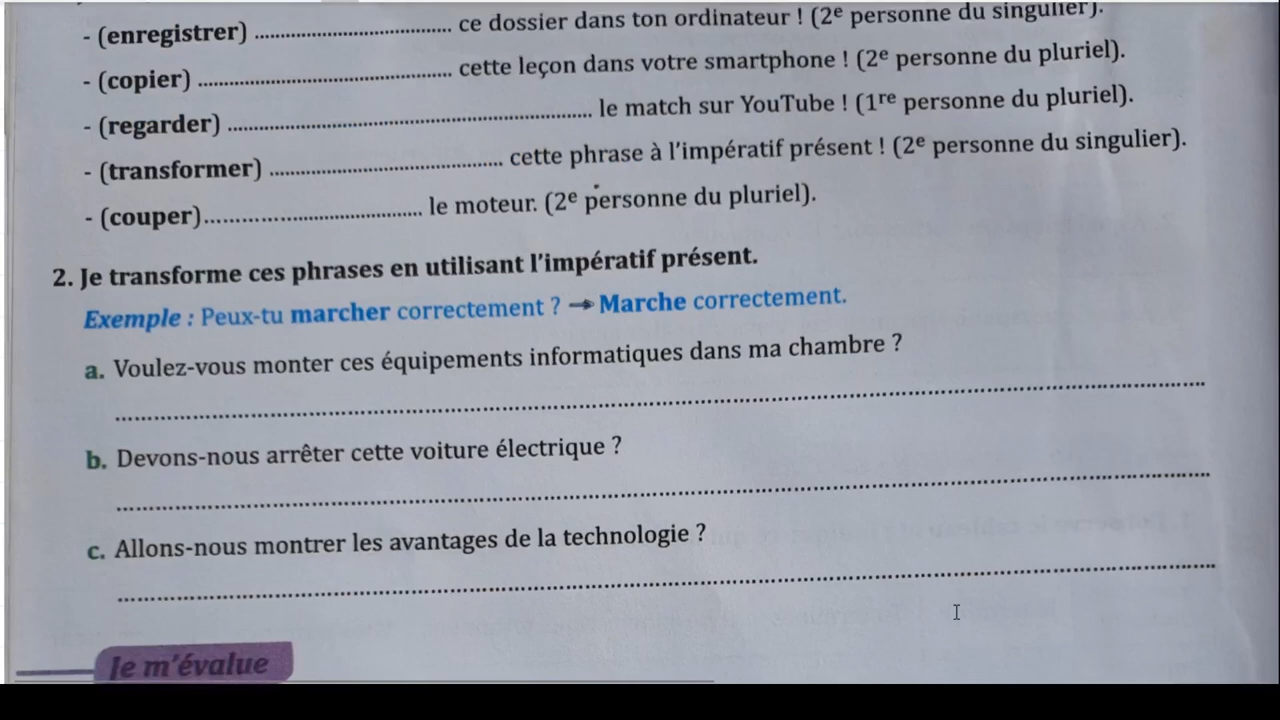 - (enregistrer) ........................................ ce dossier dans ton ordinateur ! (2e personne du singulier).
- (copier) .................................................... cette leçon dans votre smartphone ! (2e personne du pluriel).
- (regarder) ........................................................................... le match sur YouTube ! (1re personne du pluriel).
- (transformer) ................................................ cette phrase à l'impératif présent ! (2e personne du singulier).
- (couper)............................................. le moteur. (2e personne du pluriel).
2. Je transforme ces phrases en utilisant l'impératif présent.
Exemple : Peux-tu marcher correctement ? → Marche correctement.
a. Voulez-vous monter ces équipements informatiques dans ma chambre ?
b. Devons-nous arrêter cette voiture électrique ?
c. Allons-nous montrer les avantages de la technologie ?
Je m'évalue